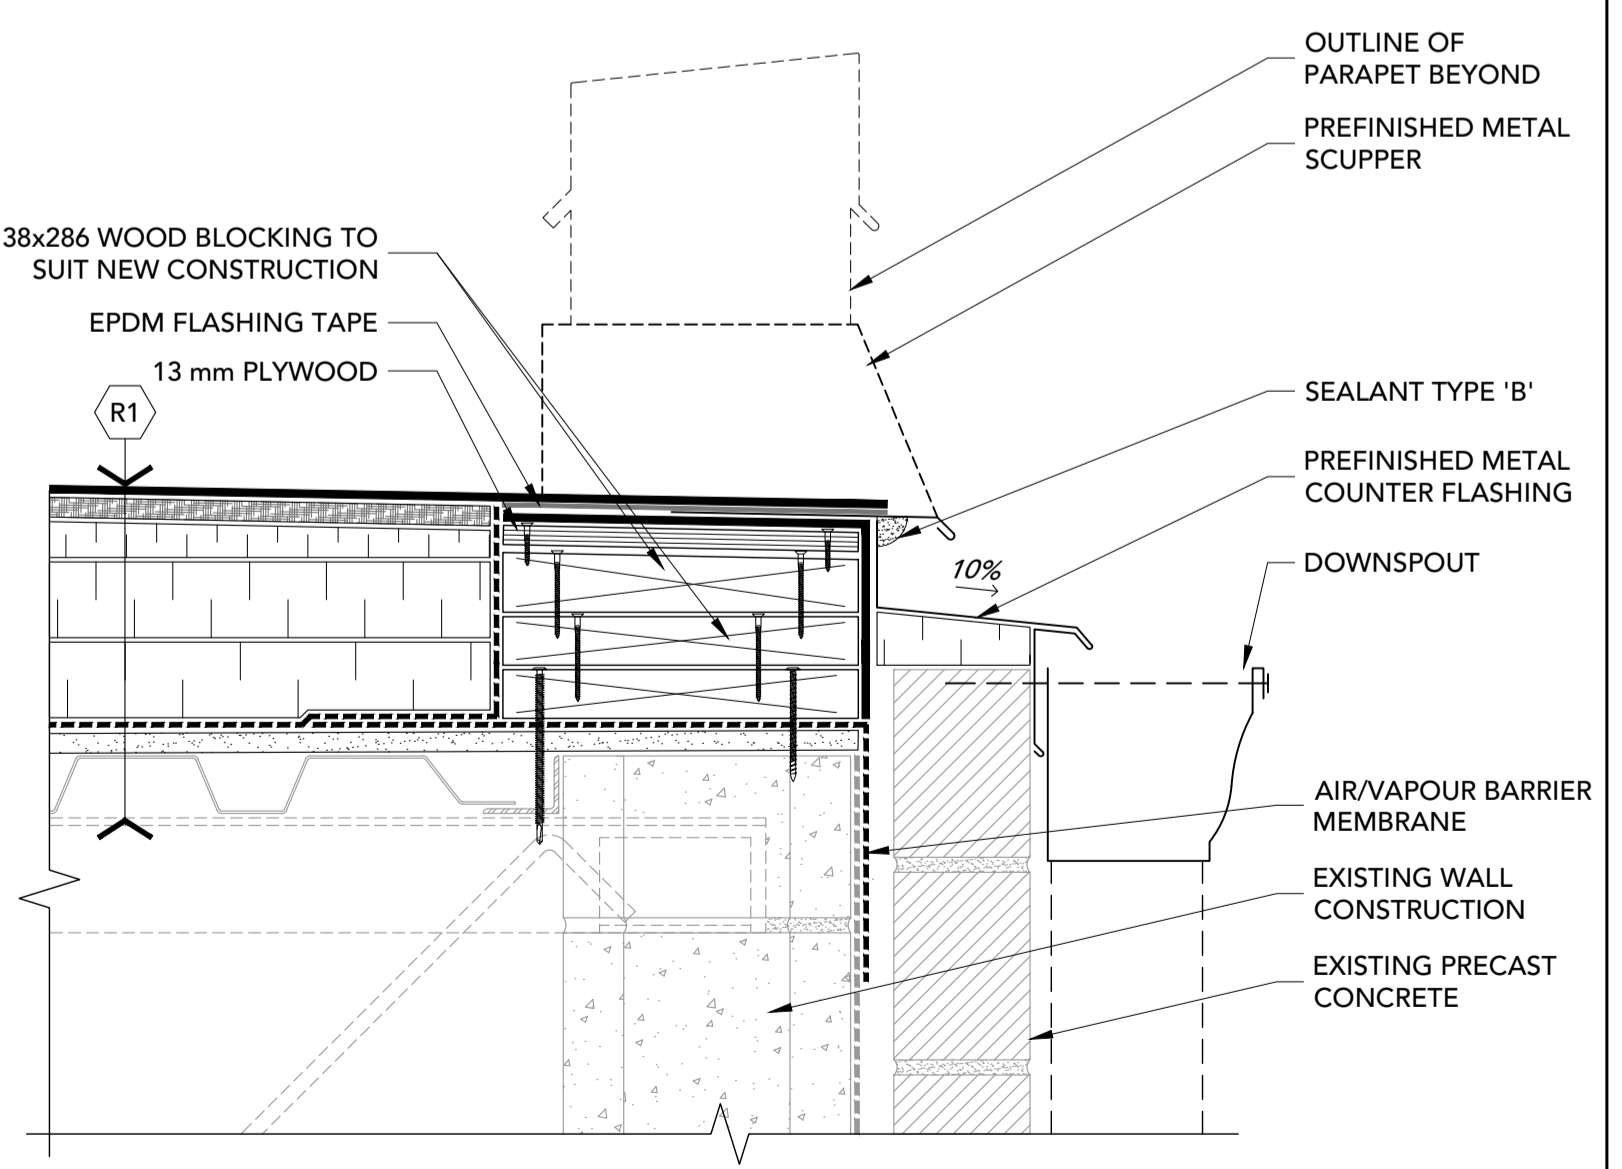 OUTLINE OF
PARAPET BEYOND
PREFINISHED METAL
SCUPPER
38x286 WOOD BLOCKING TO
SUIT NEW CONSTRUCTION
EPDM FLASHING TAPE
13 mm PLYWOOD
R1
SEALANT TYPE 'B'
PREFINISHED METAL
COUNTER FLASHING
10%
DOWNSPOUT
AIR/VAPOUR BARRIER
MEMBRANE
EXISTING WALL
CONSTRUCTION
EXISTING PRECAST
CONCRETE